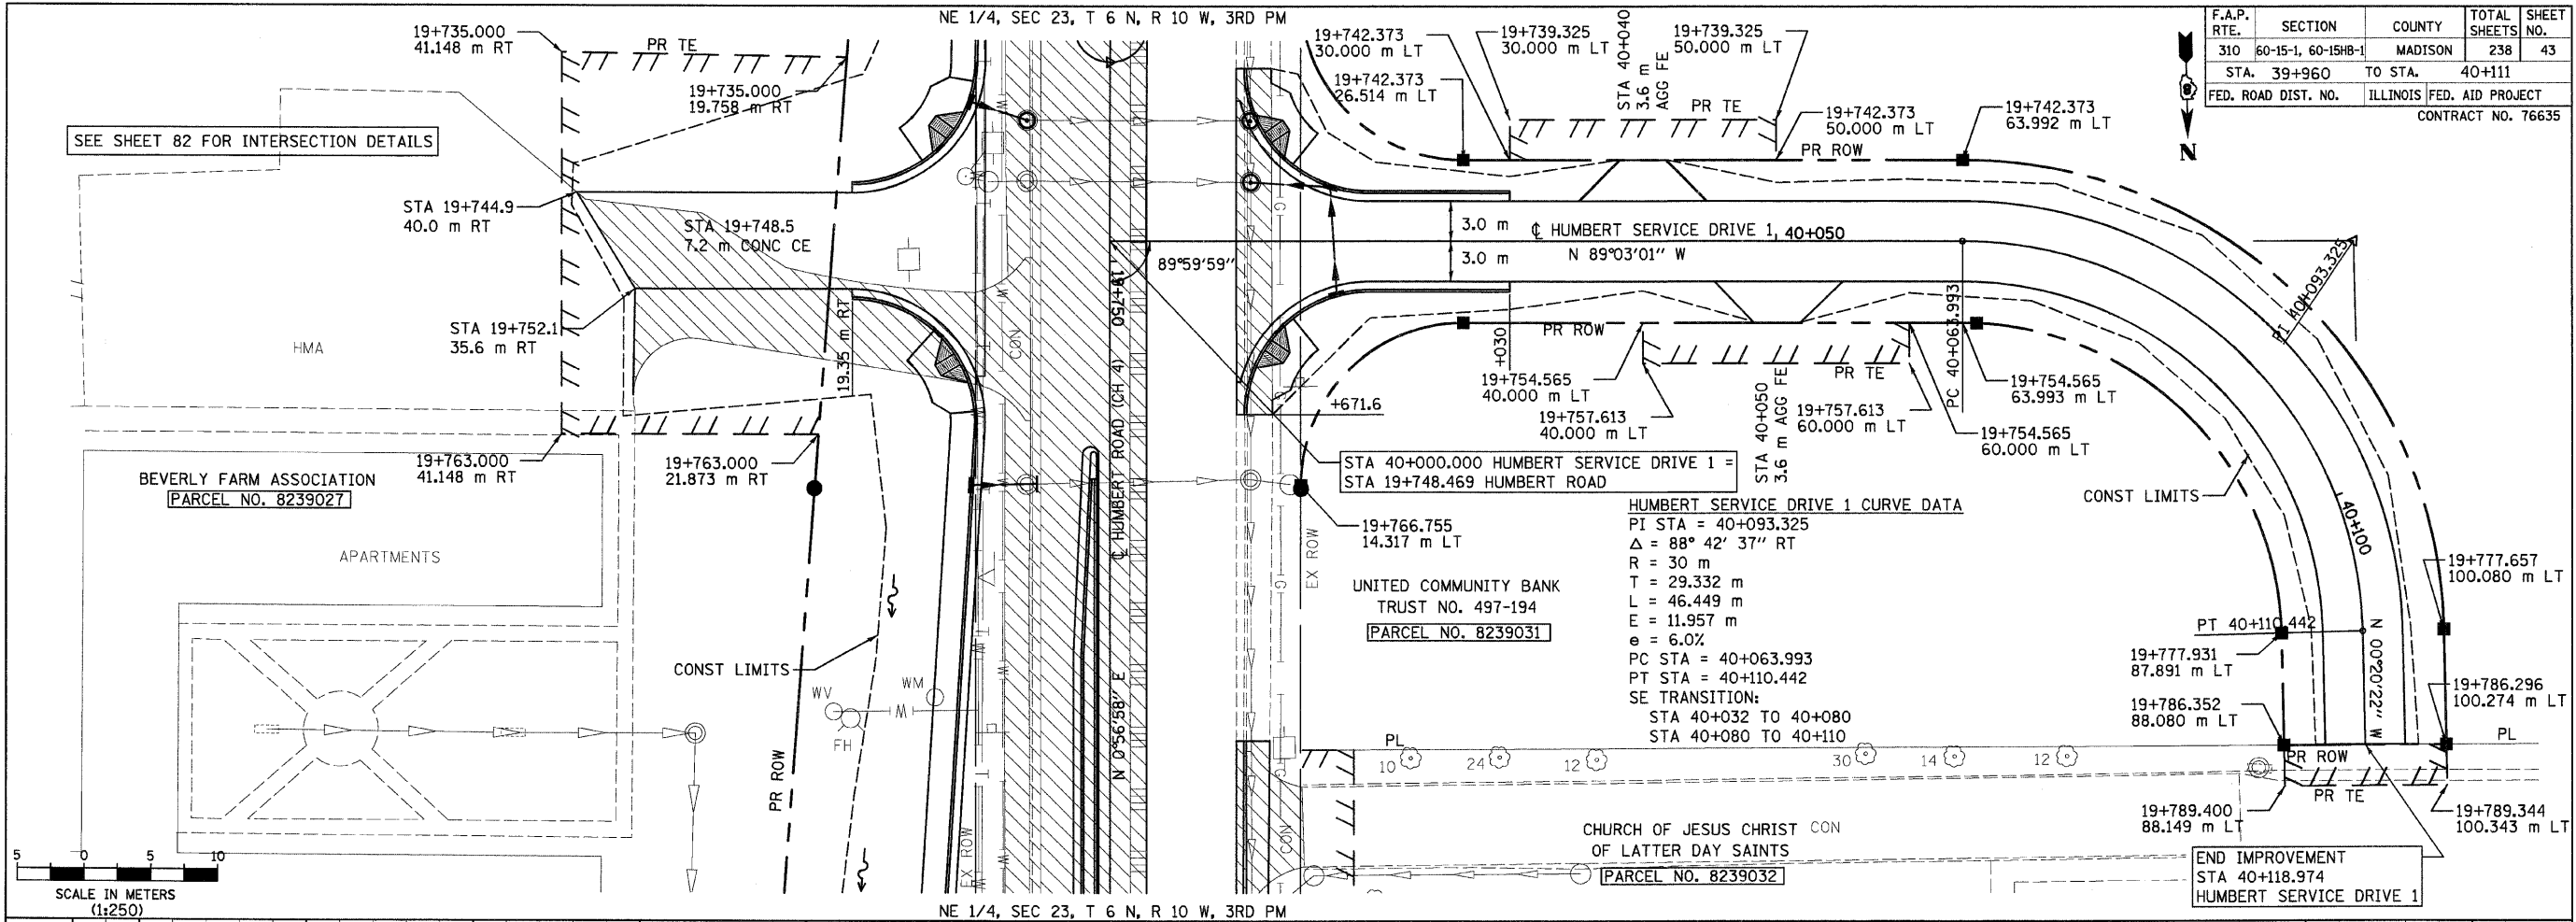 NE 1/4, SEC 23, T 6 N, R 10 W, 3RD PM
F.A.P. RTE.
SECTION
COUNTY
TOTAL SHEETS
SHEET NO.
310
60-15-1, 60-15HB-1
MADISON
238
43
STA. 39+960 TO STA. 40+111
FED. ROAD DIST. NO.
ILLINOIS
FED. AID PROJECT
CONTRACT NO. 76635
N
19+735.000
41.148 m RT
PR TE
19+735.000
19.758 m RT
SEE SHEET 82 FOR INTERSECTION DETAILS
STA 19+744.9
40.0 m RT
STA 19+748.5
7.2 m CONC CE
STA 19+752.1
35.6 m RT
HMA
19.35 m RT
19+763.000
41.148 m RT
19+763.000
21.873 m RT
BEVERLY FARM ASSOCIATION
PARCEL NO. 8239027
APARTMENTS
CONST LIMITS
WV
WM
FH
W
PR ROW
EX ROW
CON
19+750
℄ HUMBERT ROAD (CH 4)
N 0°56'58" E
89°59'59"
19+742.373
30.000 m LT
19+742.373
26.514 m LT
19+739.325
30.000 m LT
STA 40+040
3.6 m
AGG FE
19+739.325
50.000 m LT
PR TE
19+742.373
50.000 m LT
PR ROW
19+742.373
63.992 m LT
3.0 m
3.0 m
℄ HUMBERT SERVICE DRIVE 1
40+050
N 89°03'01" W
PI 40+093.325
PC 40+063.993
+030
PR ROW
19+754.565
40.000 m LT
19+757.613
40.000 m LT
STA 40+050
3.6 m AGG FE
PR TE
19+757.613
60.000 m LT
19+754.565
63.993 m LT
19+754.565
60.000 m LT
+671.6
STA 40+000.000 HUMBERT SERVICE DRIVE 1 =
STA 19+748.469 HUMBERT ROAD
19+766.755
14.317 m LT
EX ROW
UNITED COMMUNITY BANK
TRUST NO. 497-194
PARCEL NO. 8239031
HUMBERT SERVICE DRIVE 1 CURVE DATA
PI STA = 40+093.325
Δ = 88° 42' 37" RT
R = 30 m
T = 29.332 m
L = 46.449 m
E = 11.957 m
e = 6.0%
PC STA = 40+063.993
PT STA = 40+110.442
SE TRANSITION:
STA 40+032 TO 40+080
STA 40+080 TO 40+110
CONST LIMITS
40+100
19+777.657
100.080 m LT
PT 40+110.442
19+777.931
87.891 m LT
N 00°20'22" W
19+786.296
100.274 m LT
19+786.352
88.080 m LT
PL
10
24
12
30
14
12
PL
PR ROW
PR TE
19+789.400
88.149 m LT
19+789.344
100.343 m LT
CON
CHURCH OF JESUS CHRIST
OF LATTER DAY SAINTS
CON
PARCEL NO. 8239032
END IMPROVEMENT
STA 40+118.974
HUMBERT SERVICE DRIVE 1
5 0 5 10
SCALE IN METERS
(1:250)
NE 1/4, SEC 23, T 6 N, R 10 W, 3RD PM